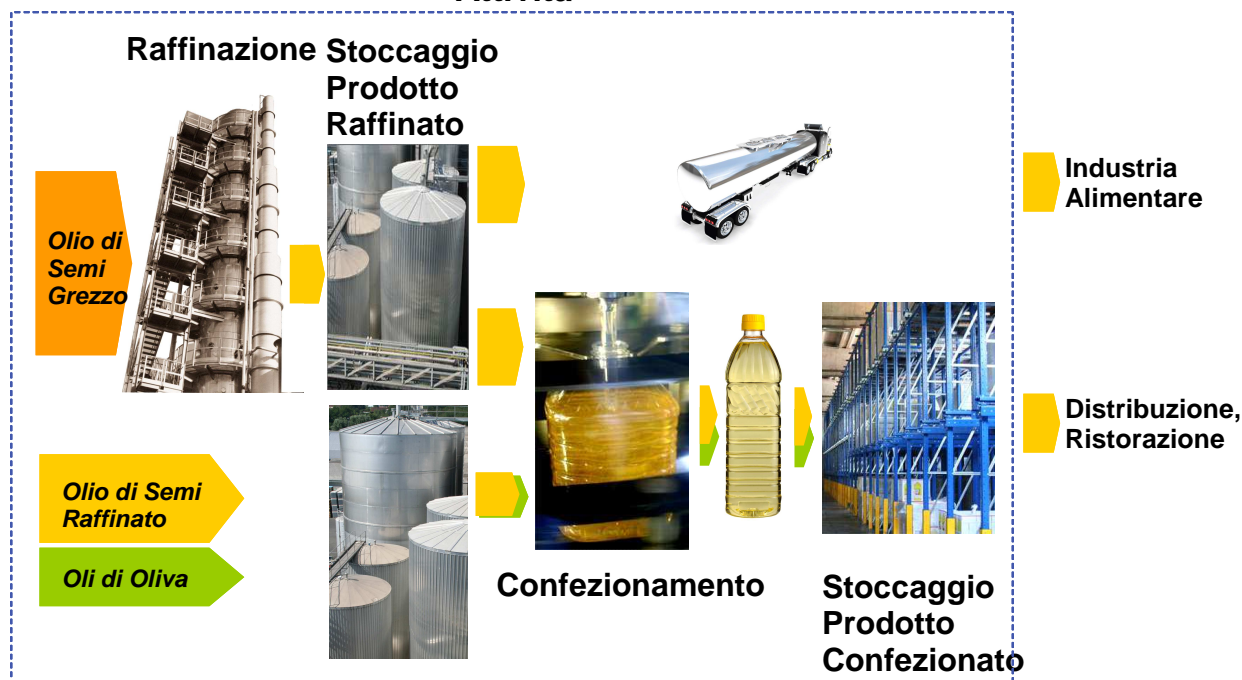 Raffinazione
Stoccaggio
Prodotto
Raffinato
Industria
Alimentare
Olio di
Semi
Grezzo
Distribuzione,
Ristorazione
Olio di Semi
Raffinato
Oli di Oliva
Confezionamento
Stoccaggio
Prodotto
Confezionato